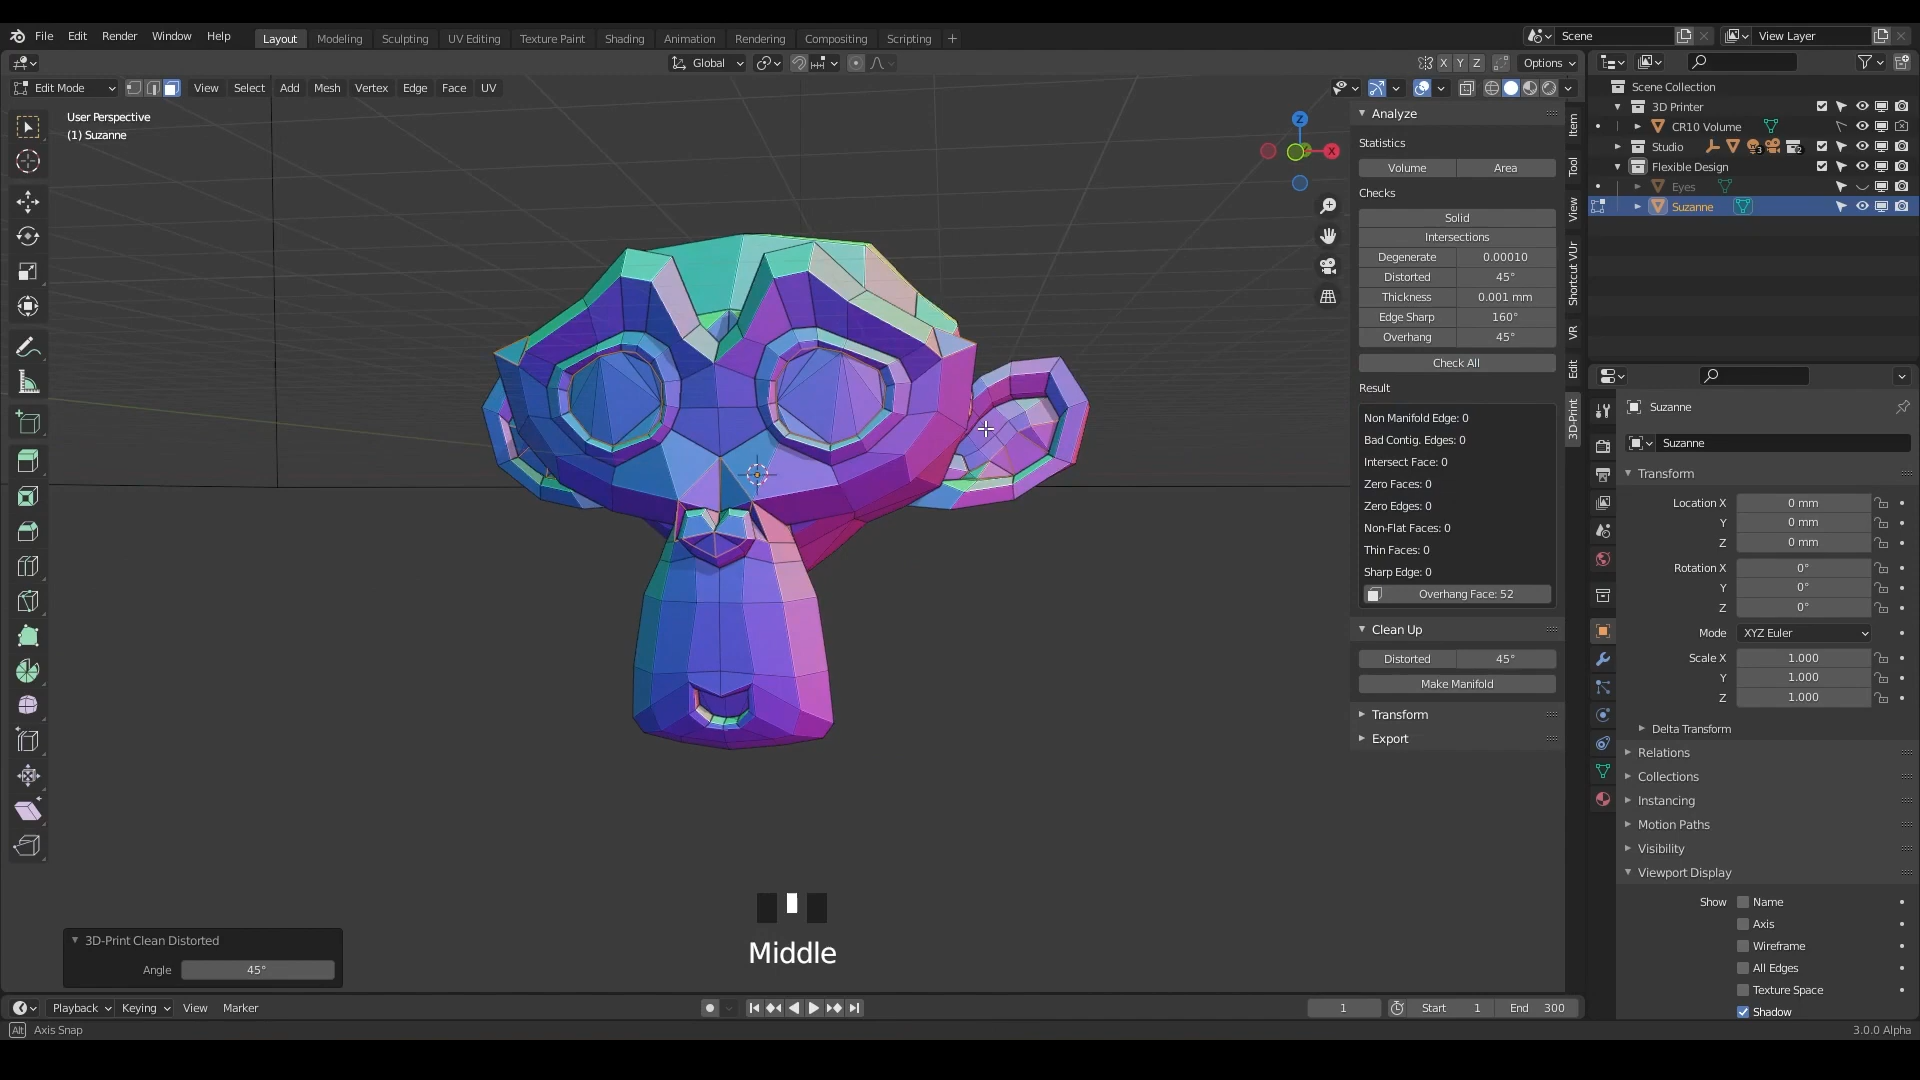 File Edit Render Window Help Layout Modeling Sculpting UV Editing Texture Paint Shading Animation Rendering Compositing Scripting + Scene View Layer
Global X Y Z Options
Edit Mode View Select Add Mesh Vertex Edge Face UV
User Perspective
(1) Suzanne
Z
X
Analyze
Statistics
Volume Area
Checks
Solid
Intersections
Degenerate 0.00010
Distorted 45°
Thickness 0.001 mm
Edge Sharp 160°
Overhang 45°
Check All
Result
Non Manifold Edge: 0
Bad Contig. Edges: 0
Intersect Face: 0
Zero Faces: 0
Zero Edges: 0
Non-Flat Faces: 0
Thin Faces: 0
Sharp Edge: 0
Overhang Face: 52
Clean Up
Distorted 45°
Make Manifold
Transform
Export
Item
Tool
View
Shortcut VUr
VR
Edit
3D-Print
Scene Collection
3D Printer
CR10 Volume
Studio 3 2
Flexible Design
Eyes
Suzanne
Suzanne
Suzanne
Transform
Location X 0 mm
Y 0 mm
Z 0 mm
Rotation X 0°
Y 0°
Z 0°
Mode XYZ Euler
Scale X 1.000
Y 1.000
Z 1.000
Delta Transform
Relations
Collections
Instancing
Motion Paths
Visibility
Viewport Display
Show Name
Axis
Wireframe
All Edges
Texture Space
Shadow
Middle
3D-Print Clean Distorted
Angle 45°
Playback Keying View Marker 1 Start 1 End 300
Alt Axis Snap 3.0.0 Alpha